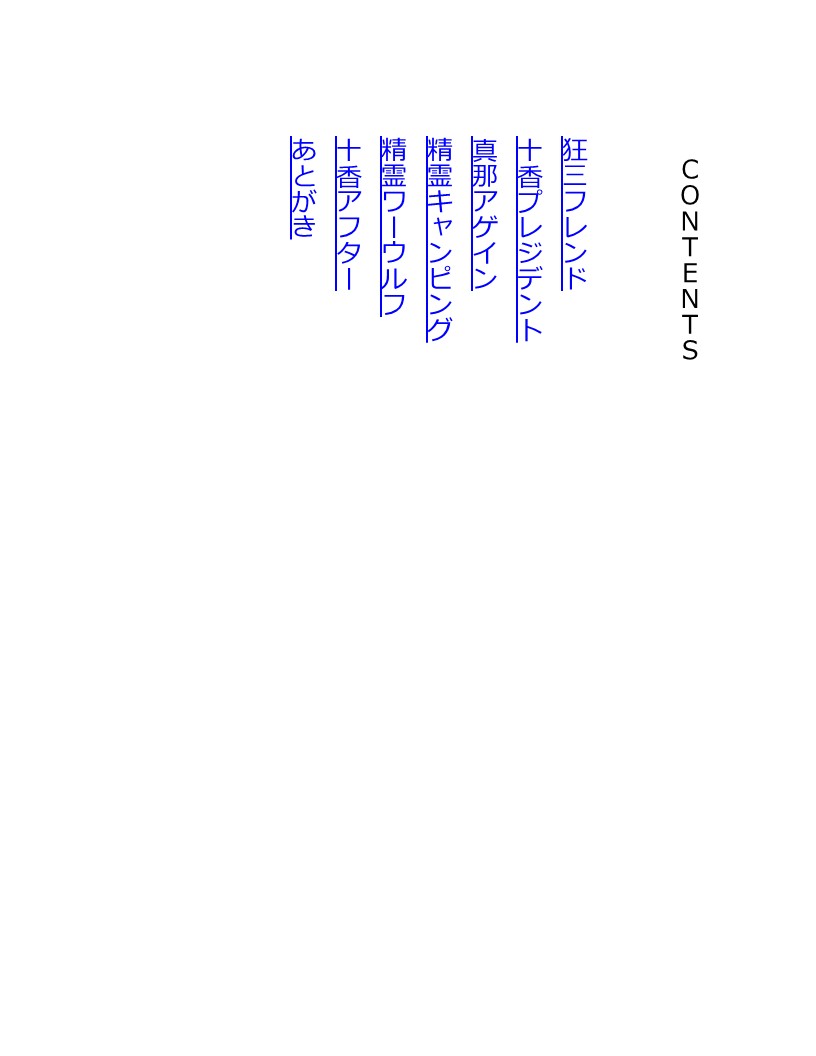 CONTENTS
狂三フレンド
十香プレジデント
真那アゲイン
精霊キャンピング
精霊ワーウルフ
十香アフター
あとがき